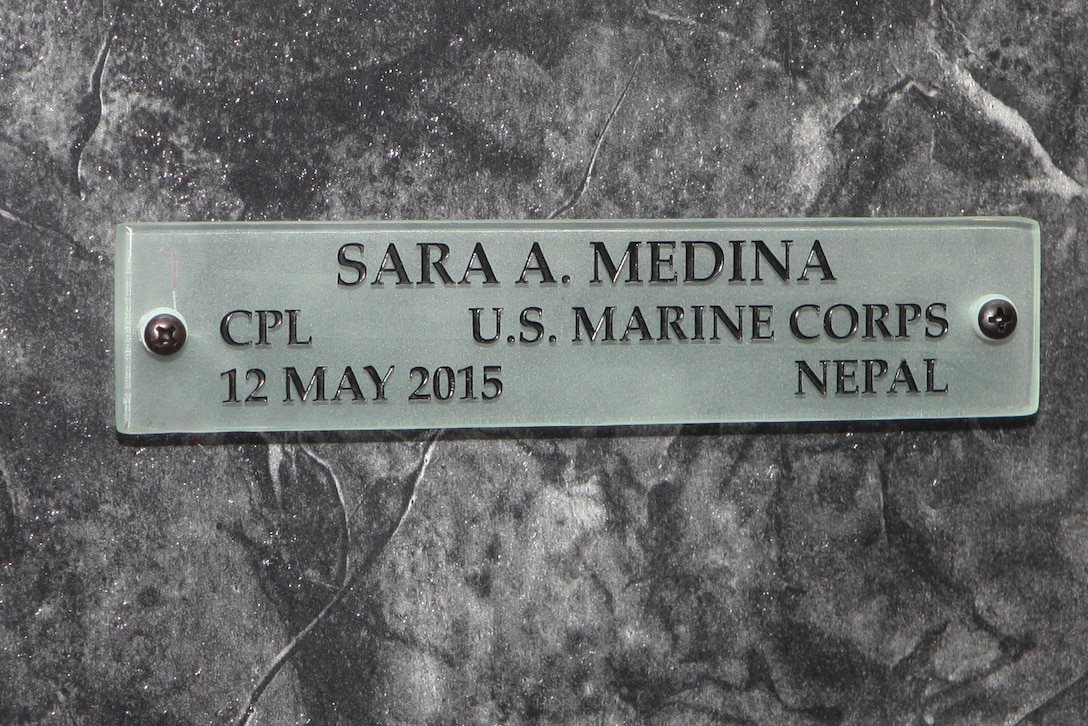 SARA A. MEDINA
CPL U.S. MARINE CORPS
12 MAY 2015 NEPAL